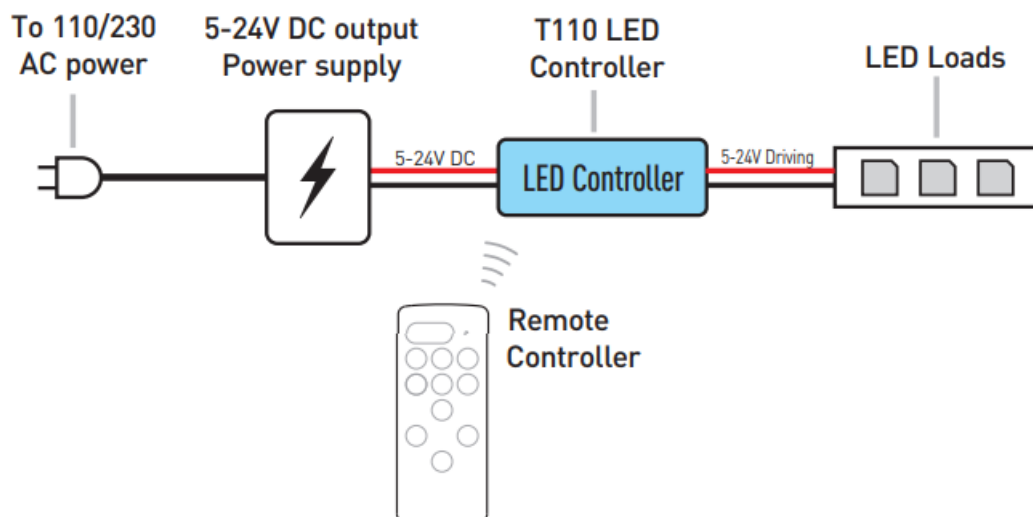 To 110/230
AC power
5-24V DC output
Power supply
T110 LED
Controller
LED Loads
5-24V DC
LED Controller
5-24V Driving
Remote
Controller